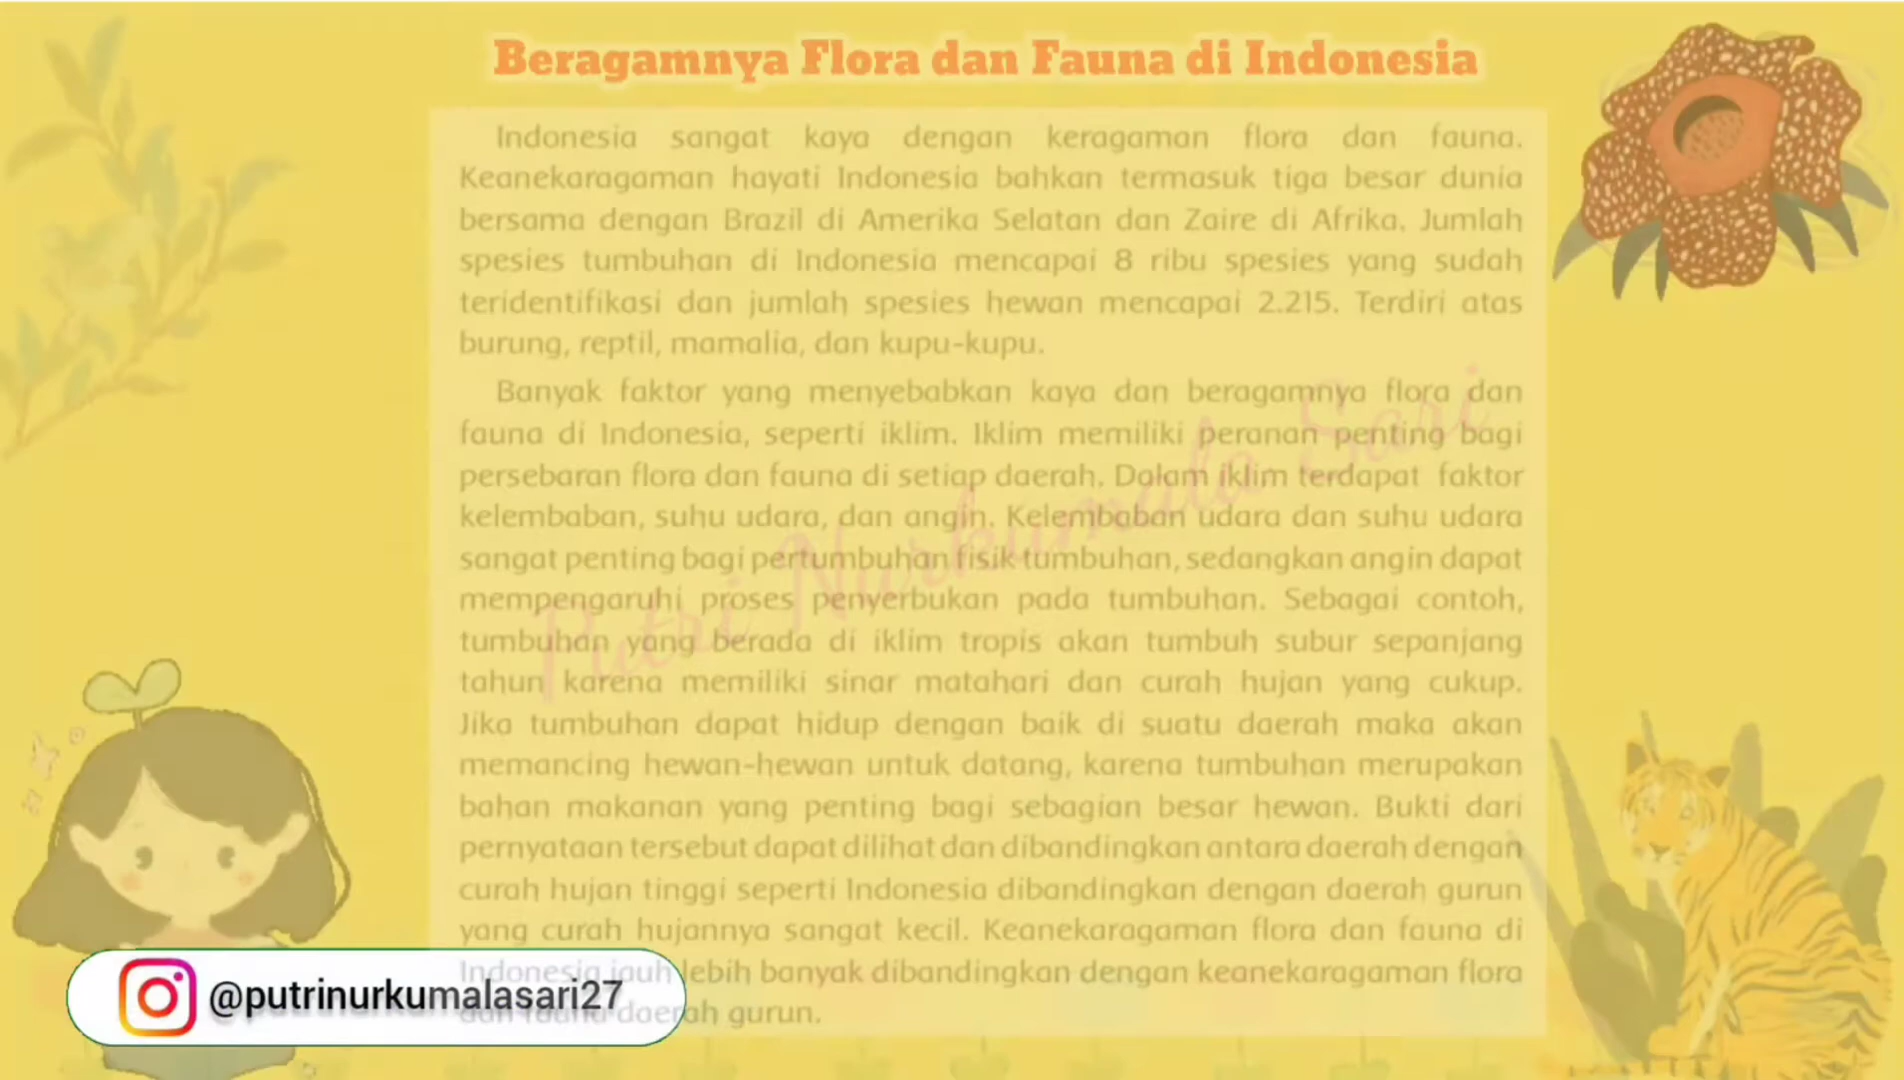 Beragamnya Flora dan Fauna di Indonesia
Indonesia sangat kaya dengan keragaman flora dan fauna.
Keanekaragaman hayati Indonesia bahkan termasuk tiga besar dunia
bersama dengan Brazil di Amerika Selatan dan Zaire di Afrika. Jumlah
spesies tumbuhan di Indonesia mencapai 8 ribu spesies yang sudah
teridentifikasi dan jumlah spesies hewan mencapai 2.215. Terdiri atas
burung, reptil, mamalia, dan kupu-kupu.
Banyak faktor yang menyebabkan kaya dan beragamnya flora dan
fauna di Indonesia, seperti iklim. Iklim memiliki peranan penting bagi
persebaran flora dan fauna di setiap daerah. Dalam iklim terdapat faktor
kelembaban, suhu udara, dan angin. Kelembaban udara dan suhu udara
sangat penting bagi pertumbuhan fisik tumbuhan, sedangkan angin dapat
mempengaruhi proses penyerbukan pada tumbuhan. Sebagai contoh,
tumbuhan yang berada di iklim tropis akan tumbuh subur sepanjang
tahun karena memiliki sinar matahari dan curah hujan yang cukup.
Jika tumbuhan dapat hidup dengan baik di suatu daerah maka akan
memancing hewan-hewan untuk datang, karena tumbuhan merupakan
bahan makanan yang penting bagi sebagian besar hewan. Bukti dari
pernyataan tersebut dapat dilihat dan dibandingkan antara daerah dengan
curah hujan tinggi seperti Indonesia dibandingkan dengan daerah gurun
yang curah hujannya sangat kecil. Keanekaragaman flora dan fauna di
Indonesia jauh lebih banyak dibandingkan dengan keanekaragaman flora
dan fauna daerah gurun.
Putri Nurkumala Sari
@putrinurkumalasari27